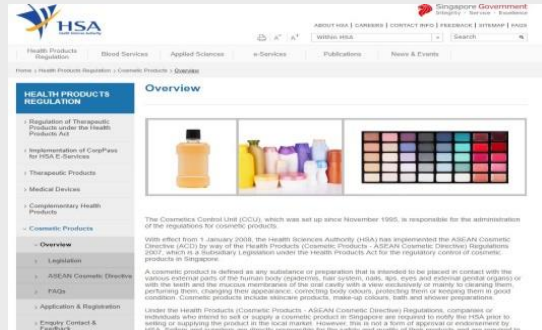 Singapore Government
Integrity · Service · Excellence
HSA
Health Sciences Authority
ABOUT HSA | CAREERS | CONTACT INFO | FEEDBACK | SITEMAP | FAQS
Within HSA
Search
Health Products Regulation
Blood Services
Applied Sciences
e-Services
Publications
News & Events
Home > Health Products Regulation > Cosmetic Products > Overview
HEALTH PRODUCTS
REGULATION
Regulation of Therapeutic
Products under the Health
Products Act
Implementation of CorpPass
for HSA E-Services
Therapeutic Products
Medical Devices
Complementary Health
Products
Cosmetic Products
Overview
Legislation
ASEAN Cosmetic Directive
FAQs
Application & Registration
Enquiry Contact &
Feedback
Overview
The Cosmetics Control Unit (CCU), which was set up since November 1995, is responsible for the administration
of the regulations for cosmetic products.
With effect from 1 January 2008, the Health Sciences Authority (HSA) has implemented the ASEAN Cosmetic
Directive (ACD) by way of the Health Products (Cosmetic Products - ASEAN Cosmetic Directive) Regulations
2007, which is a Subsidiary Legislation under the Health Products Act for the regulatory control of cosmetic
products in Singapore.
A cosmetic product is defined as any substance or preparation that is intended to be placed in contact with the
various external parts of the human body (epidermis, hair system, nails, lips, eyes and external genital organs) or
with the teeth and the mucous membranes of the oral cavity with a view exclusively or mainly to cleaning them,
perfuming them, changing their appearance, correcting body odours, protecting them or keeping them in good
condition. Cosmetic products include skincare products, make-up colours, bath and shower preparations.
Under the Health Products (Cosmetic Products - ASEAN Cosmetic Directive) Regulations, companies or
individuals who intend to sell or supply a cosmetic product in Singapore are required to notify the HSA prior to
selling or supplying the product in the local market. However, this is not a form of approval or endorsement by